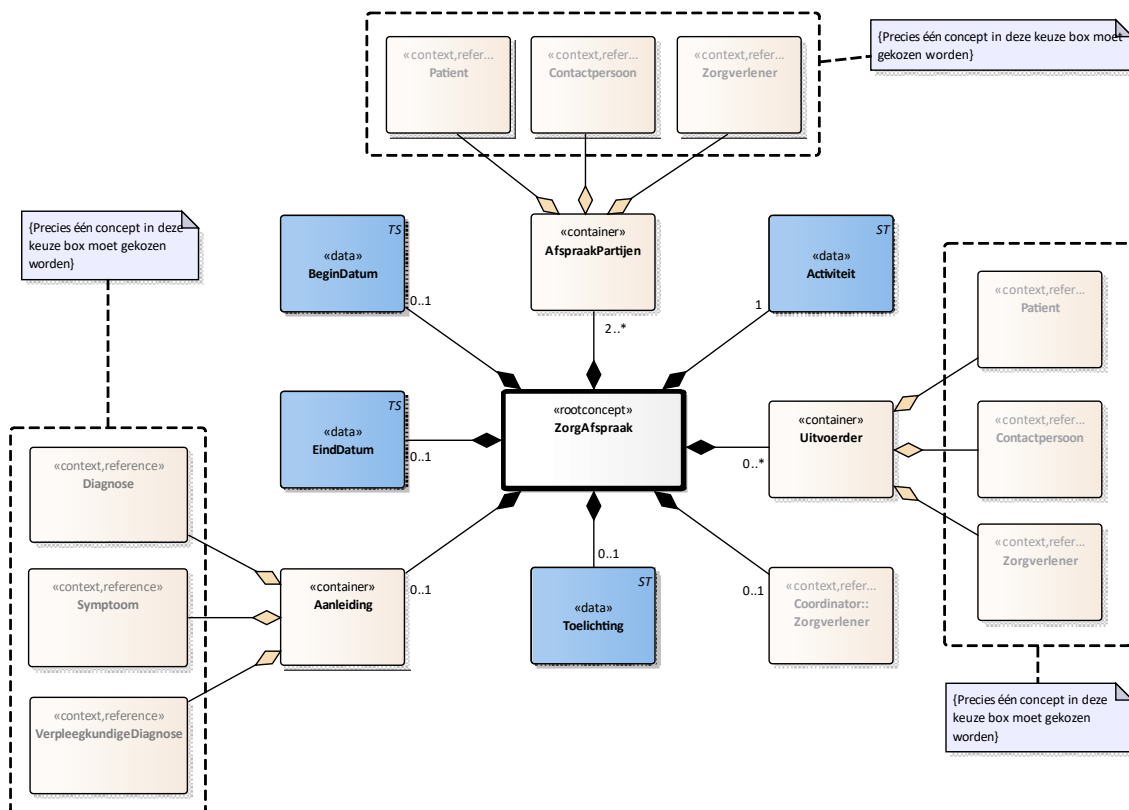 «context,refer...
Patient
«context,refer...
Contactpersoon
«context,refer...
Zorgverlener
{Precies één concept in deze keuze box moet
gekozen worden}
{Precies één concept in deze
keuze box moet gekozen
worden}
TS
«data»
BeginDatum
0..1
«container»
AfspraakPartijen
2..*
ST
«data»
Activiteit
1
«context,refer...
Patient
TS
«data»
EindDatum
0..1
«rootconcept»
ZorgAfspraak
«container»
Uitvoerder
0..*
«context,refer...
Contactpersoon
«context,reference»
Diagnose
«context,refer...
Zorgverlener
«context,reference»
Symptoom
«container»
Aanleiding
0..1
0..1
ST
«data»
Toelichting
0..1
«context,refer...
Coordinator::
Zorgverlener
«context,reference»
VerpleegkundigeDiagnose
{Precies één concept in deze
keuze box moet gekozen
worden}